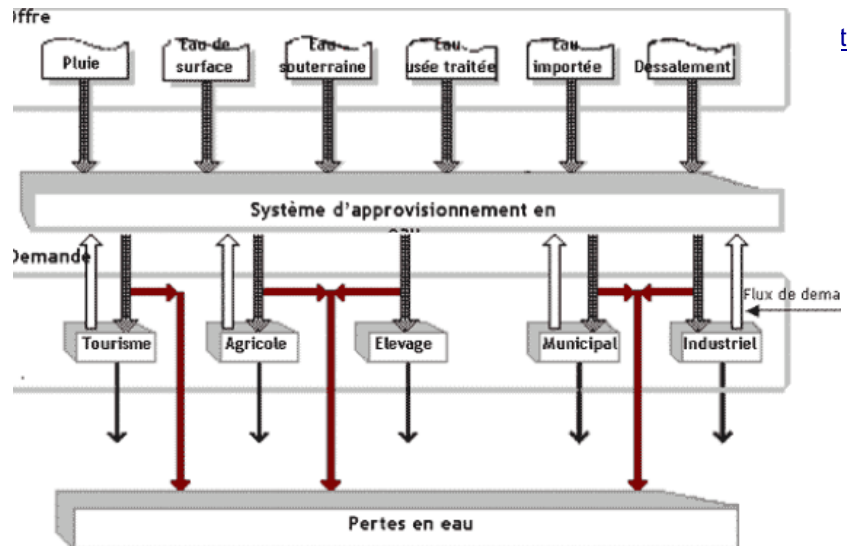 Offre
t
Pluie
Eau de
surface
Eau
souterraine
Eau
usée traitée
Eau
importée
Dessalement
Système d'approvisionnement en
eau
Demande
Flux de dema
Tourisme
Agricole
Elevage
Municipal
Industriel
Pertes en eau